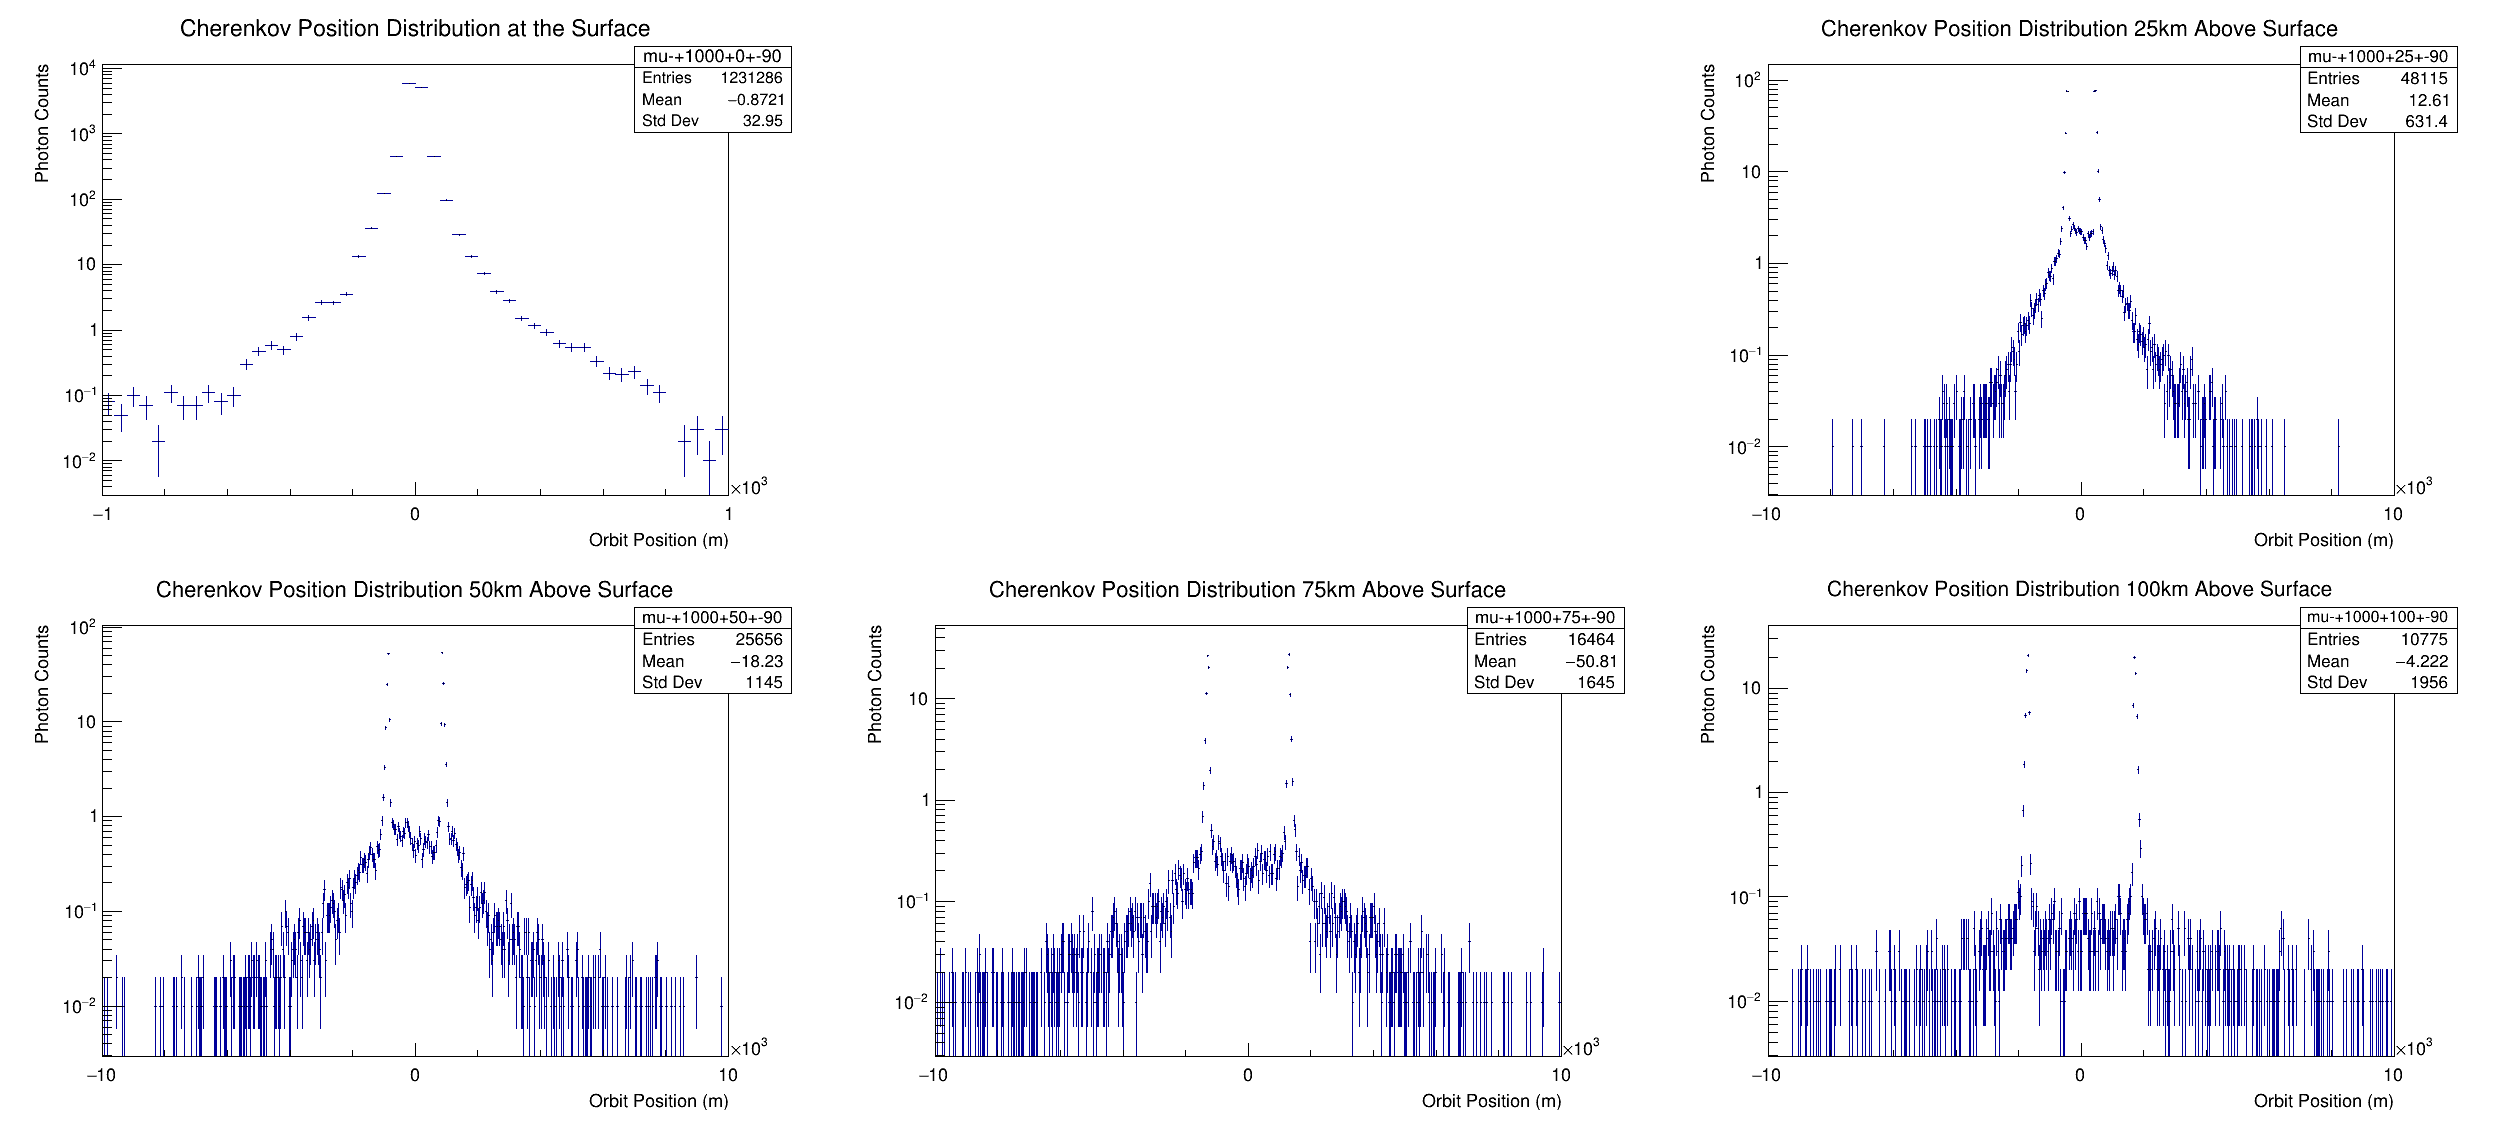 Cherenkov Position Distribution at the Surface
mu-+1000+0+-90
Entries 1231286
Mean −0.8721
Std Dev 32.95
Photon Counts
10^4
10^3
10^2
10
1
10^−1
10^−2
−1 0 1
×10^3
Orbit Position (m)
Cherenkov Position Distribution 25km Above Surface
mu-+1000+25+-90
Entries 48115
Mean 12.61
Std Dev 631.4
Photon Counts
10^2
10
1
10^−1
10^−2
−10 0 10
×10^3
Orbit Position (m)
Cherenkov Position Distribution 50km Above Surface
mu-+1000+50+-90
Entries 25656
Mean −18.23
Std Dev 1145
Photon Counts
10^2
10
1
10^−1
10^−2
−10 0 10
×10^3
Orbit Position (m)
Cherenkov Position Distribution 75km Above Surface
mu-+1000+75+-90
Entries 16464
Mean −50.81
Std Dev 1645
Photon Counts
10
1
10^−1
10^−2
−10 0 10
×10^3
Orbit Position (m)
Cherenkov Position Distribution 100km Above Surface
mu-+1000+100+-90
Entries 10775
Mean −4.222
Std Dev 1956
Photon Counts
10
1
10^−1
10^−2
−10 0 10
×10^3
Orbit Position (m)